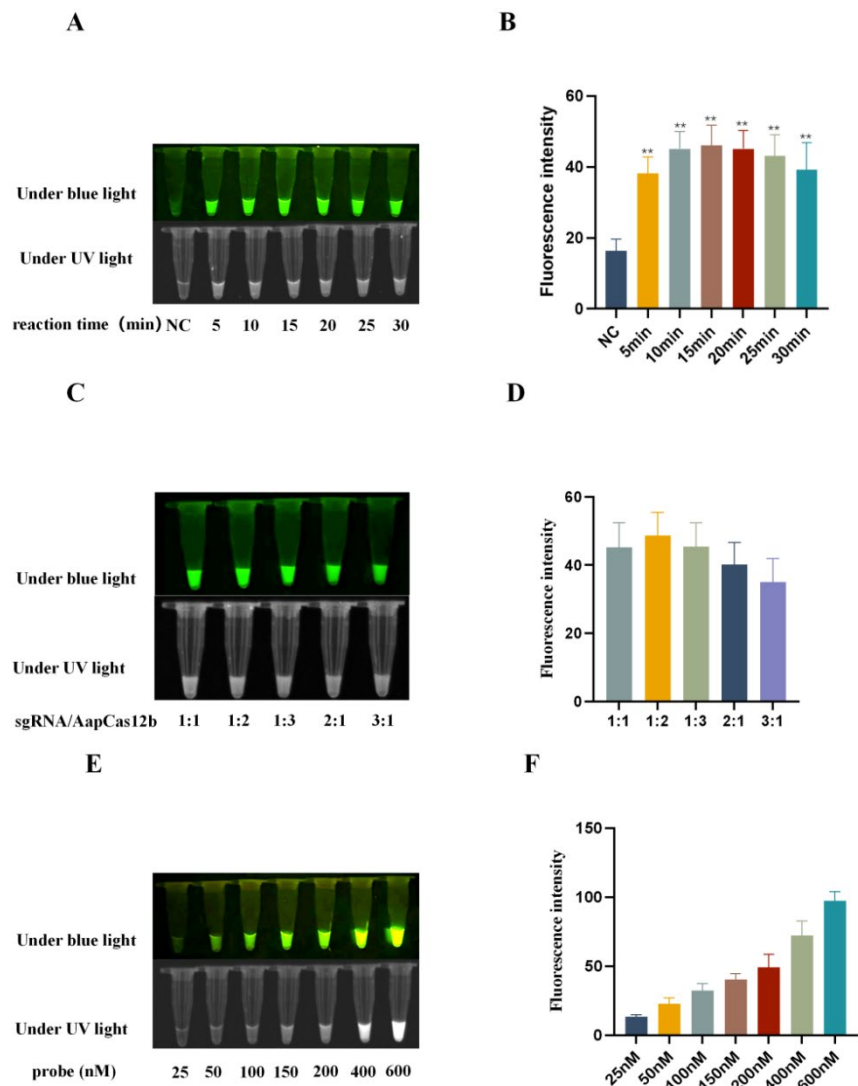 A
Under blue light
Under UV light
reaction time (min) NC 5 10 15 20 25 30
B
Fluorescence intensity
60
40
20
0
** ** ** ** ** **
NC 5min 10min 15min 20min 25min 30min
C
Under blue light
Under UV light
sgRNA/AapCas12b 1:1 1:2 1:3 2:1 3:1
D
Fluorescence intensity
60
40
20
0
1:1 1:2 1:3 2:1 3:1
E
Under blue light
Under UV light
probe (nM) 25 50 100 150 200 400 600
F
Fluorescence intensity
150
100
50
0
25nM 50nM 100nM 150nM 200nM 600nM